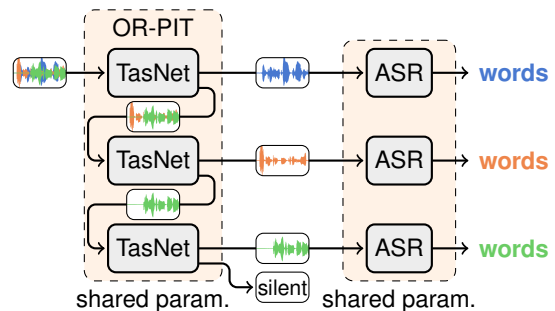 OR-PIT
TasNet ASR words
TasNet ASR words
TasNet ASR words
silent
shared param. shared param.